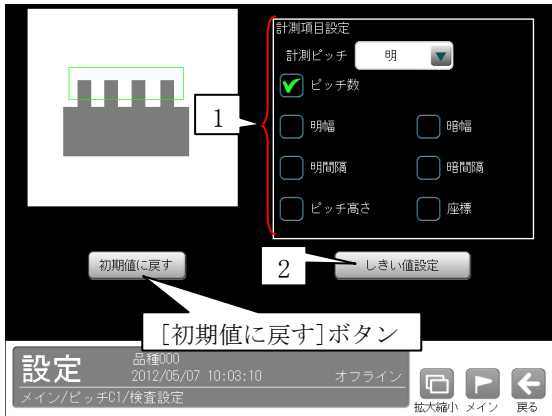 計測項目設定
計測ピッチ 明
ピッチ数
1
明幅 暗幅
明間隔 暗間隔
ピッチ高さ 座標
初期値に戻す 2 しきい値設定
[初期値に戻す]ボタン
設定 品種000
2012/05/07 10:03:10 オフライン
メイン/ピッチC1/検査設定
拡大縮小 メイン 戻る